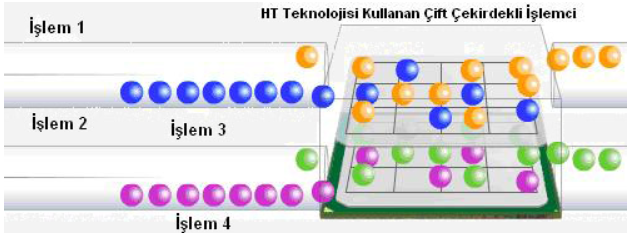 HT Teknolojisi Kullanan Çift Çekirdekli İşlemci
İşlem 1
İşlem 2
İşlem 3
İşlem 4